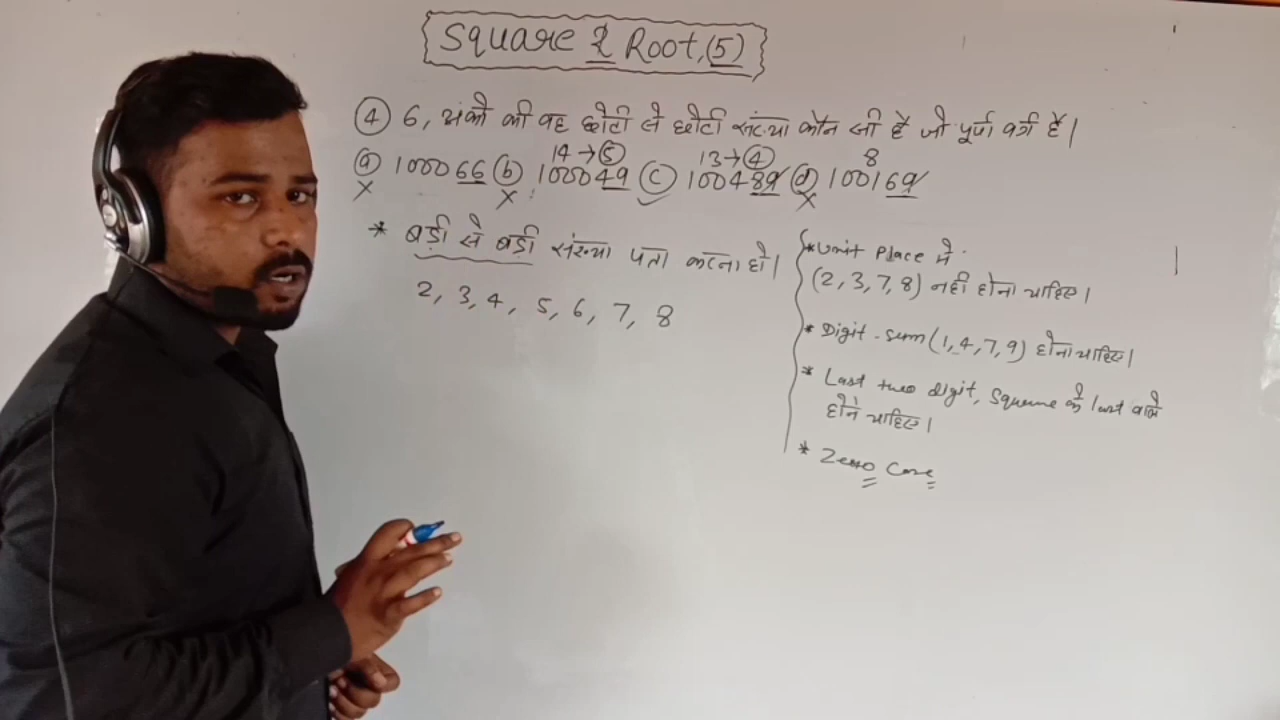 Square & Root, (5)
④ 6, अंको की वह छोटी से छोटी संख्या कौन सी है जो पूर्ण वर्ग है।
14→⑤ 13→④ 8
ⓐ 100066 ⓑ 100049 ⓒ 100489 ⓓ 100169
* बड़ी से बड़ी संख्या पता करना हो।
2, 3, 4, 5, 6, 7, 8
* Unit Place में
(2, 3, 7, 8) नही होना चाहिए।
* Digit-sum (1, 4, 7, 9) होना चाहिए।
* Last two digit, Square के last वाले
होने चाहिए।
* Zero